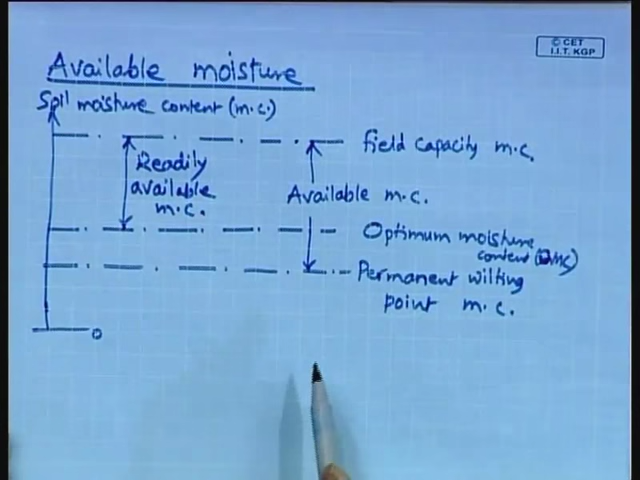 © CET
I.I.T. KGP
Available moisture
Soil moisture content (m.c.)
Field capacity m.c.
Readily
available
m.c.
Available m.c.
Optimum moisture
content (OMC)
Permanent wilting
point m.c.
0